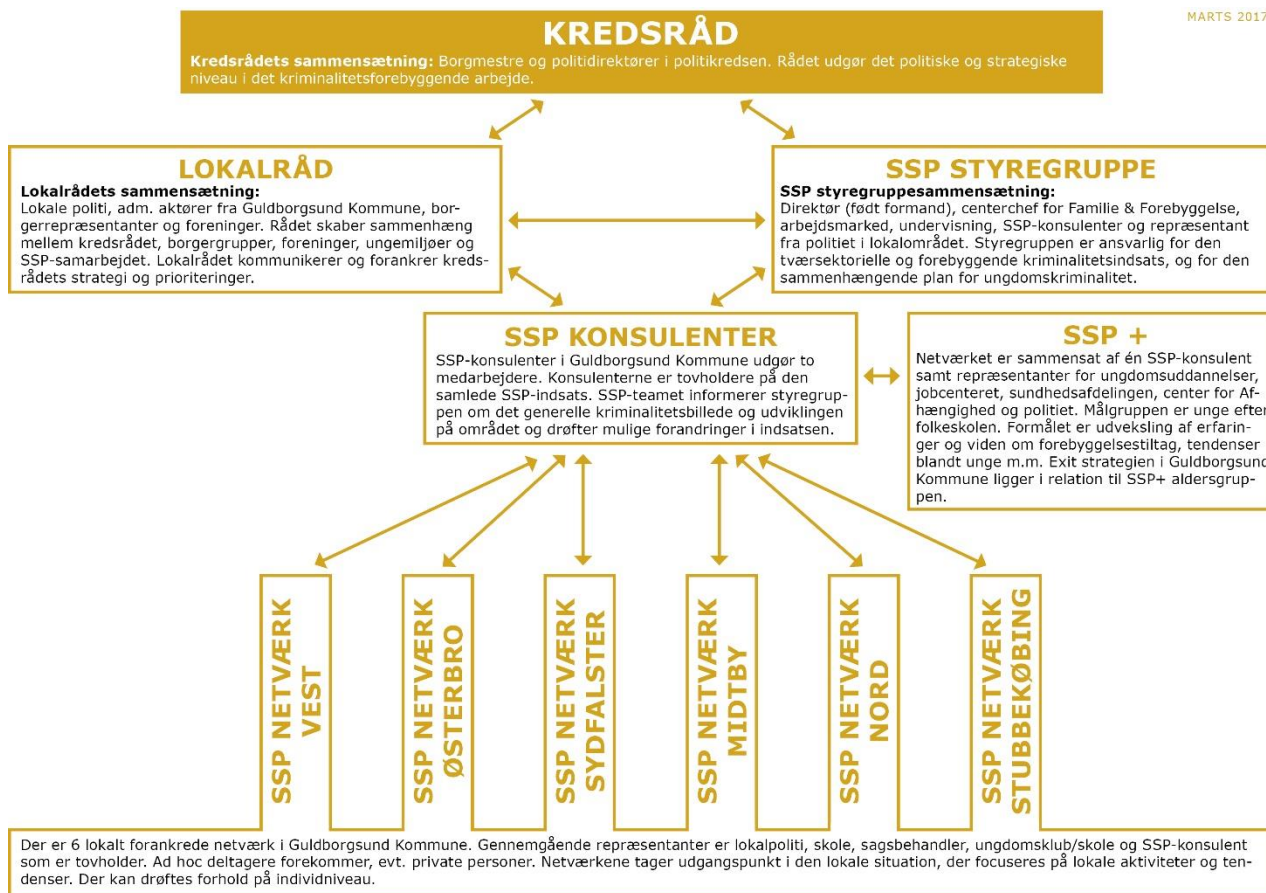 MARTS 2017
KREDSRÅD
Kredsrådets sammensætning: Borgmestre og politidirektører i politikredsen. Rådet udgør det politiske og strategiske
niveau i det kriminalitetsforebyggende arbejde.
LOKALRÅD
Lokalrådets sammensætning:
Lokale politi, adm. aktører fra Guldborgsund Kommune, bor-
gerrepræsentanter og foreninger. Rådet skaber sammenhæng
mellem kredsrådet, borgergrupper, foreninger, ungemiljøer og
SSP-samarbejdet. Lokalrådet kommunikerer og forankrer kreds-
rådets strategi og prioriteringer.
SSP STYREGRUPPE
SSP styregruppesammensætning:
Direktør (født formand), centerchef for Familie & Forebyggelse,
arbejdsmarked, undervisning, SSP-konsulenter og repræsentant
fra politiet i lokalområdet. Styregruppen er ansvarlig for den
tværsektorielle og forebyggende kriminalitetsindsats, og for den
sammenhængende plan for ungdomskriminalitet.
SSP KONSULENTER
SSP-konsulenter i Guldborgsund Kommune udgør to
medarbejdere. Konsulenterne er tovholdere på den
samlede SSP-indsats. SSP-teamet informerer styregrup-
pen om det generelle kriminalitetsbillede og udviklingen
på området og drøfter mulige forandringer i indsatsen.
SSP +
Netværket er sammensat af én SSP-konsulent
samt repræsentanter for ungdomsuddannelser,
jobcenteret, sundhedsafdelingen, center for Af-
hængighed og politiet. Målgruppen er unge efter
folkeskolen. Formålet er udveksling af erfarin-
ger og viden om forebyggelsestiltag, tendenser
blandt unge m.m. Exit strategien i Guldborgsund
Kommune ligger i relation til SSP+ aldersgrup-
pen.
SSP NETVÆRK
VEST
SSP NETVÆRK
ØSTERBRO
SSP NETVÆRK
SYDFALSTER
SSP NETVÆRK
MIDTBY
SSP NETVÆRK
NORD
SSP NETVÆRK
STUBBEKØBING
Der er 6 lokalt forankrede netværk i Guldborgsund Kommune. Gennemgående repræsentanter er lokalpoliti, skole, sagsbehandler, ungdomsklub/skole og SSP-konsulent
som er tovholder. Ad hoc deltagere forekommer, evt. private personer. Netværkene tager udgangspunkt i den lokale situation, der focuseres på lokale aktiviteter og ten-
denser. Der kan drøftes forhold på individniveau.